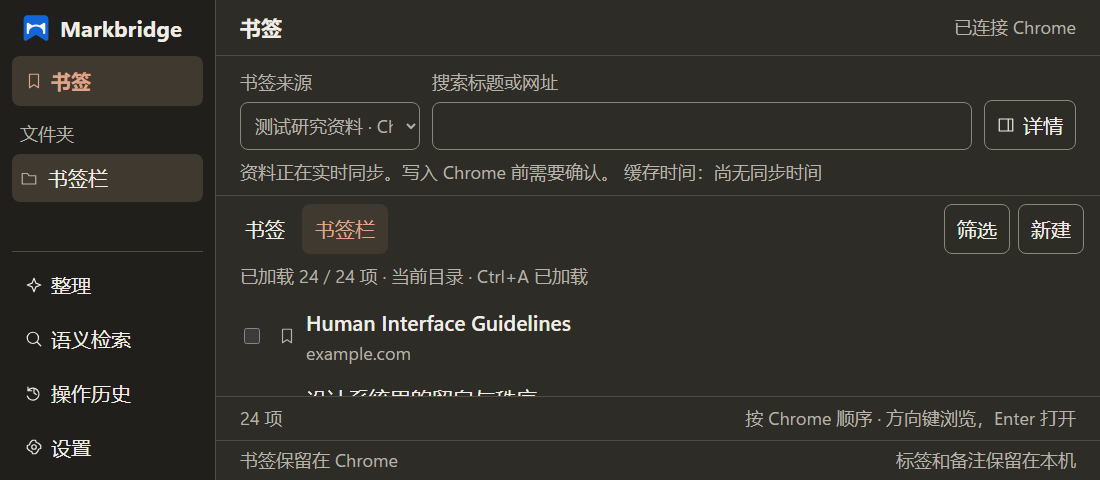 Markbridge
书签
文件夹
书签栏
整理
语义检索
操作历史
设置
书签
已连接 Chrome
书签来源
搜索标题或网址
测试研究资料 · Ch
详情
资料正在实时同步。写入 Chrome 前需要确认。 缓存时间：尚无同步时间
书签
书签栏
筛选
新建
已加载 24 / 24 项 · 当前目录 · Ctrl+A 已加载
Human Interface Guidelines
example.com
24 项
按 Chrome 顺序 · 方向键浏览，Enter 打开
书签保留在 Chrome
标签和备注保留在本机